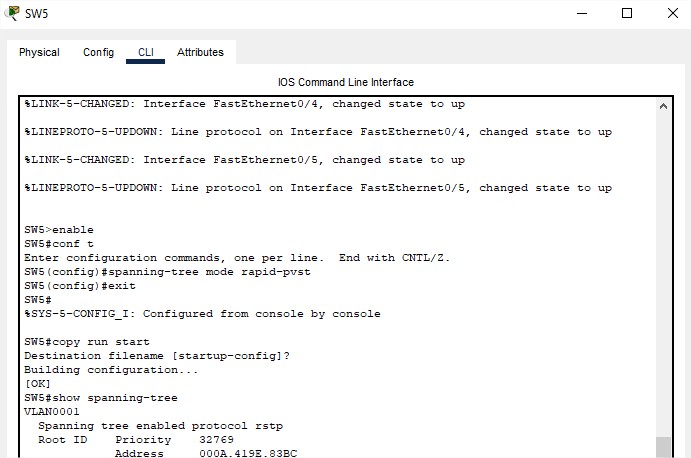 SW5
Physical Config CLI Attributes
IOS Command Line Interface
%LINK-5-CHANGED: Interface FastEthernet0/4, changed state to up
%LINEPROTO-5-UPDOWN: Line protocol on Interface FastEthernet0/4, changed state to up
%LINK-5-CHANGED: Interface FastEthernet0/5, changed state to up
%LINEPROTO-5-UPDOWN: Line protocol on Interface FastEthernet0/5, changed state to up
SW5>enable
SW5#conf t
Enter configuration commands, one per line.  End with CNTL/Z.
SW5(config)#spanning-tree mode rapid-pvst
SW5(config)#exit
SW5#
%SYS-5-CONFIG_I: Configured from console by console
SW5#copy run start
Destination filename [startup-config]?
Building configuration...
[OK]
SW5#show spanning-tree
VLAN0001
  Spanning tree enabled protocol rstp
  Root ID    Priority    32769
             Address     000A.419E.83BC